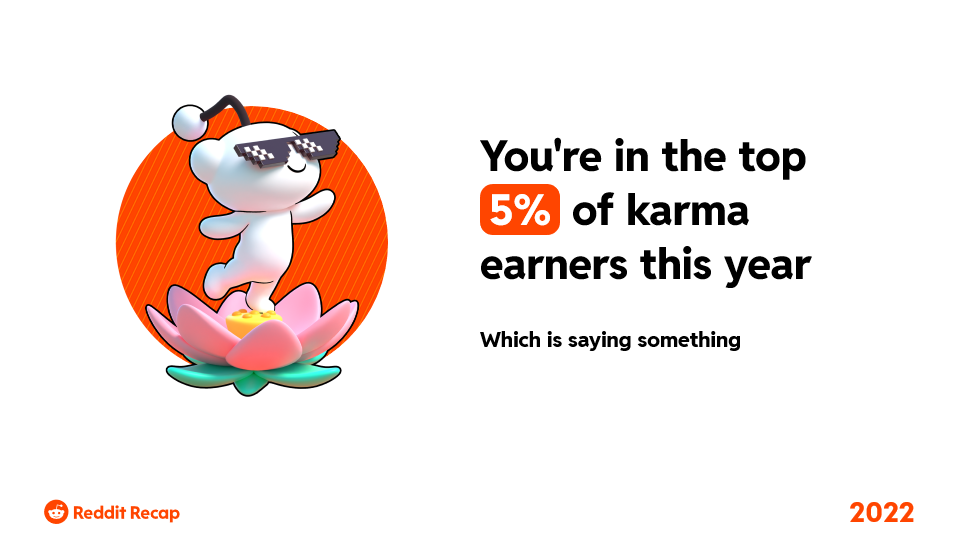 You're in the top
5% of karma
earners this year
Which is saying something
Reddit Recap
2022